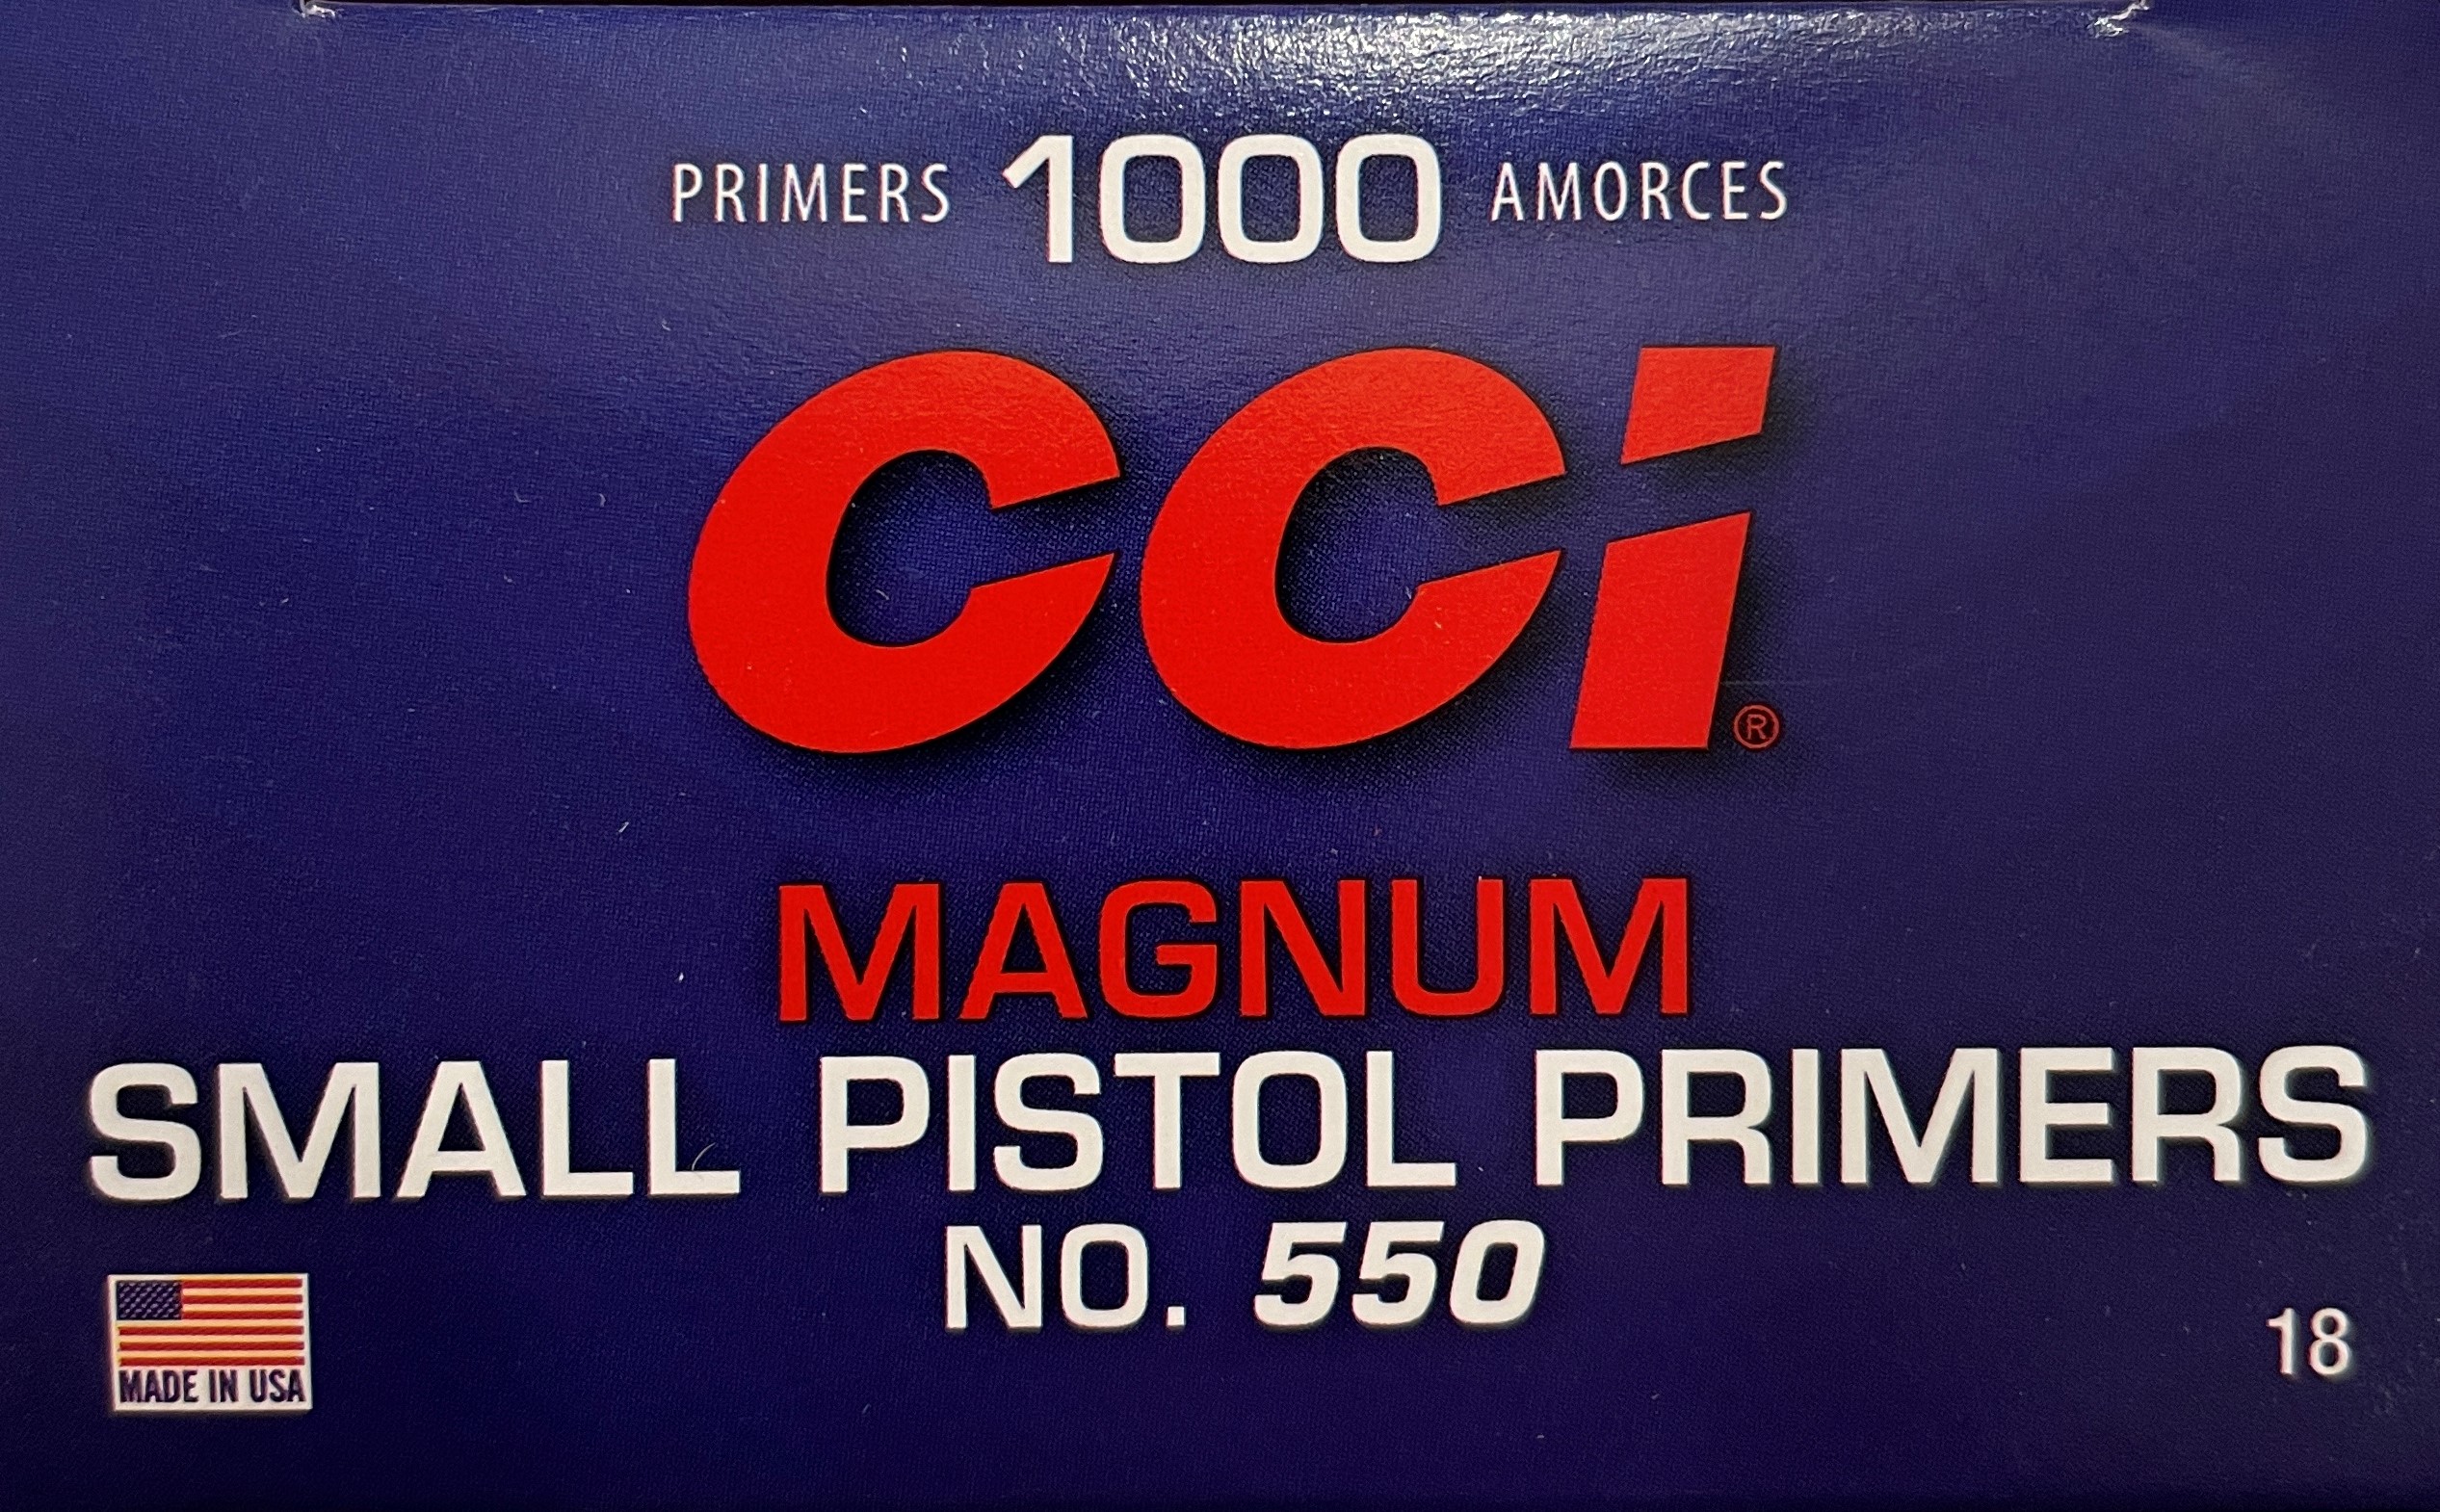 PRIMERS 1000 AMORCES
CCI®
MAGNUM
SMALL PISTOL PRIMERS
NO. 550
MADE IN USA
18